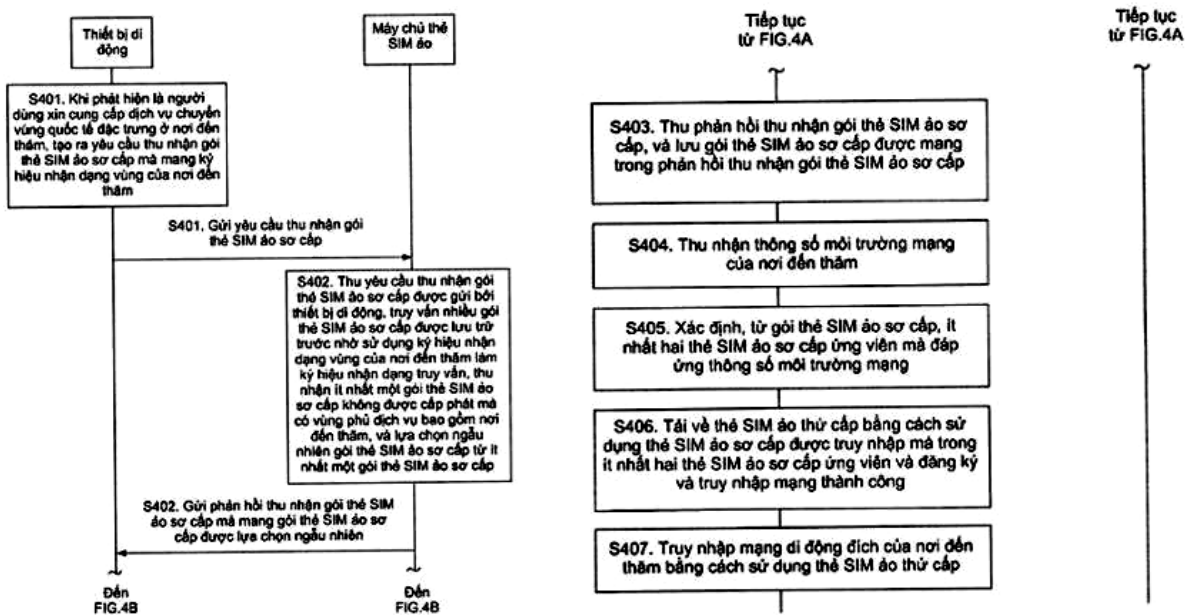 Thiết bị di
động
Máy chủ thẻ
SIM ảo
S401. Khi phát hiện là người
dùng xin cung cấp dịch vụ chuyển
vùng quốc tế đặc trưng ở nơi đến
thăm, tạo ra yêu cầu thu nhận gói
thẻ SIM ảo sơ cấp mà mang ký
hiệu nhận dạng vùng của nơi đến
thăm
S401. Gửi yêu cầu thu nhận gói
thẻ SIM ảo sơ cấp
S402. Thu yêu cầu thu nhận gói
thẻ SIM ảo sơ cấp được gửi bởi
thiết bị di động, truy vấn nhiều gói
thẻ SIM ảo sơ cấp được lưu trữ
trước nhờ sử dụng ký hiệu nhận
dạng vùng của nơi đến thăm làm
ký hiệu nhận dạng truy vấn, thu
nhận ít nhất một gói thẻ SIM ảo
sơ cấp không được cấp phát mà
có vùng phủ dịch vụ bao gồm nơi
đến thăm, và lựa chọn ngẫu
nhiên gói thẻ SIM ảo sơ cấp từ ít
nhất một gói thẻ SIM ảo sơ cấp
S402. Gửi phản hồi thu nhận gói thẻ SIM
ảo sơ cấp mà mang gói thẻ SIM ảo sơ
cấp được lựa chọn ngẫu nhiên
Đến
FIG.4B
Đến
FIG.4B
Tiếp tục
từ FIG.4A
Tiếp tục
từ FIG.4A
S403. Thu phản hồi thu nhận gói thẻ SIM ảo sơ
cấp, và lưu gói thẻ SIM ảo sơ cấp được mang
trong phản hồi thu nhận gói thẻ SIM ảo sơ cấp
S404. Thu nhận thông số môi trường mạng
của nơi đến thăm
S405. Xác định, từ gói thẻ SIM ảo sơ cấp, ít
nhất hai thẻ SIM ảo sơ cấp ứng viên mà đáp
ứng thông số môi trường mạng
S406. Tải về thẻ SIM ảo thứ cấp bằng cách sử
dụng thẻ SIM ảo sơ cấp được truy nhập mà trong
ít nhất hai thẻ SIM ảo sơ cấp ứng viên và đăng ký
và truy nhập mạng thành công
S407. Truy nhập mạng di động đích của nơi đến
thăm bằng cách sử dụng thẻ SIM ảo thứ cấp